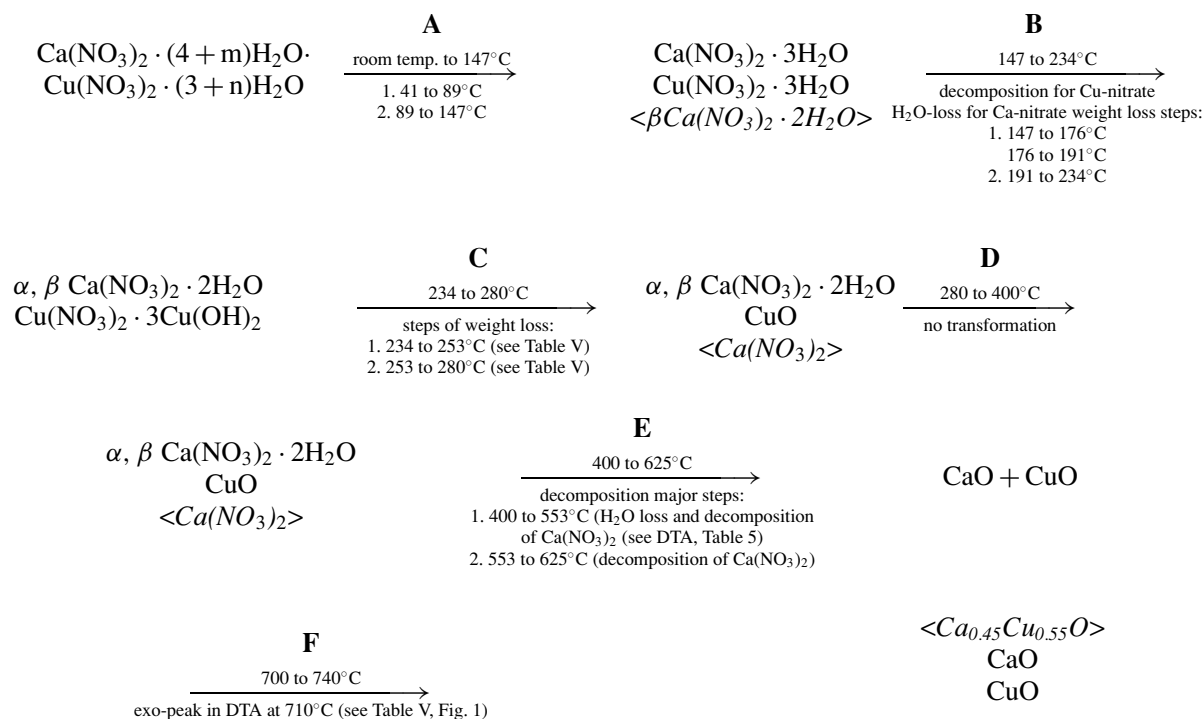 A
Ca(NO₃)₂ · (4 + m)H₂O·
Cu(NO₃)₂ · (3 + n)H₂O
room temp. to 147°C
1. 41 to 89°C
2. 89 to 147°C
Ca(NO₃)₂ · 3H₂O
Cu(NO₃)₂ · 3H₂O
<βCa(NO₃)₂ · 2H₂O>
B
147 to 234°C
decomposition for Cu-nitrate
H₂O-loss for Ca-nitrate weight loss steps:
1. 147 to 176°C
176 to 191°C
2. 191 to 234°C
α, β Ca(NO₃)₂ · 2H₂O
Cu(NO₃)₂ · 3Cu(OH)₂
C
234 to 280°C
steps of weight loss:
1. 234 to 253°C (see Table V)
2. 253 to 280°C (see Table V)
α, β Ca(NO₃)₂ · 2H₂O
CuO
<Ca(NO₃)₂>
D
280 to 400°C
no transformation
α, β Ca(NO₃)₂ · 2H₂O
CuO
<Ca(NO₃)₂>
E
400 to 625°C
decomposition major steps:
1. 400 to 553°C (H₂O loss and decomposition
of Ca(NO₃)₂ (see DTA, Table 5)
2. 553 to 625°C (decomposition of Ca(NO₃)₂)
CaO + CuO
F
700 to 740°C
exo-peak in DTA at 710°C (see Table V, Fig. 1)
<Ca₀.₄₅Cu₀.₅₅O>
CaO
CuO